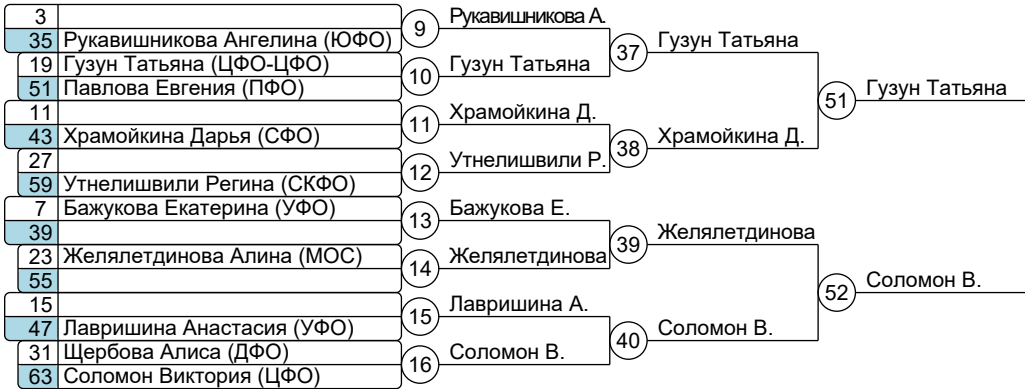 3
35 Рукавишникова Ангелина (ЮФО)
19 Гузун Татьяна (ЦФО-ЦФО)
51 Павлова Евгения (ПФО)
11
43 Храмойкина Дарья (СФО)
27
59 Утнелишвили Регина (СКФО)
7 Бажукова Екатерина (УФО)
39
23 Желялетдинова Алина (МОС)
55
15
47 Лавришина Анастасия (УФО)
31 Щербова Алиса (ДФО)
63 Соломон Виктория (ЦФО)
9 Рукавишникова А.
10 Гузун Татьяна
11 Храмойкина Д.
12 Утнелишвили Р.
13 Бажукова Е.
14 Желялетдинова
15 Лавришина А.
16 Соломон В.
37 Гузун Татьяна
38 Храмойкина Д.
39 Желялетдинова
40 Соломон В.
51 Гузун Татьяна
52 Соломон В.